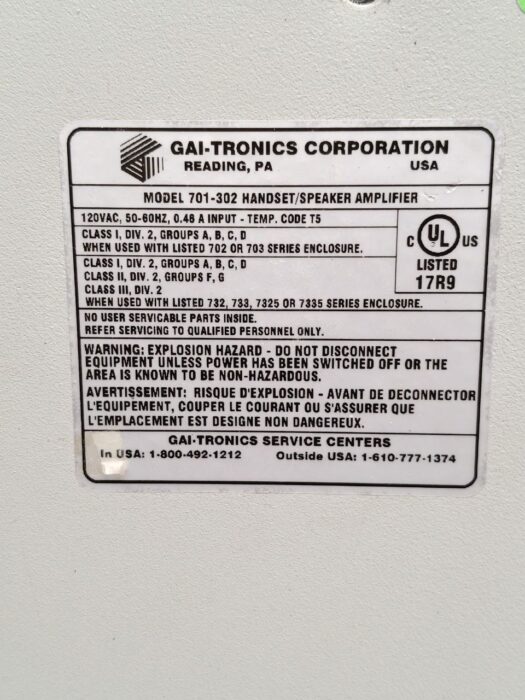 GAI-TRONICS CORPORATION
READING, PA USA
MODEL 701-302 HANDSET/SPEAKER AMPLIFIER
120VAC, 50-60HZ, 0.46 A INPUT - TEMP. CODE T5
CLASS I, DIV. 2, GROUPS A, B, C, D
WHEN USED WITH LISTED 702 OR 703 SERIES ENCLOSURE.
C UL US
LISTED
17R9
CLASS I, DIV. 2, GROUPS A, B, C, D
CLASS II, DIV. 2, GROUPS F, G
CLASS III, DIV. 2
WHEN USED WITH LISTED 732, 733, 7325 OR 7335 SERIES ENCLOSURE.
NO USER SERVICABLE PARTS INSIDE.
REFER SERVICING TO QUALIFIED PERSONNEL ONLY.
WARNING: EXPLOSION HAZARD - DO NOT DISCONNECT
EQUIPMENT UNLESS POWER HAS BEEN SWITCHED OFF OR THE
AREA IS KNOWN TO BE NON-HAZARDOUS.
AVERTISSEMENT: RISQUE D'EXPLOSION - AVANT DE DECONNECTOR
L'EQUIPEMENT, COUPER LE COURANT OU S'ASSURER QUE
L'EMPLACEMENT EST DESIGNE NON DANGEREUX.
GAI-TRONICS SERVICE CENTERS
In USA: 1-800-492-1212 Outside USA: 1-610-777-1374